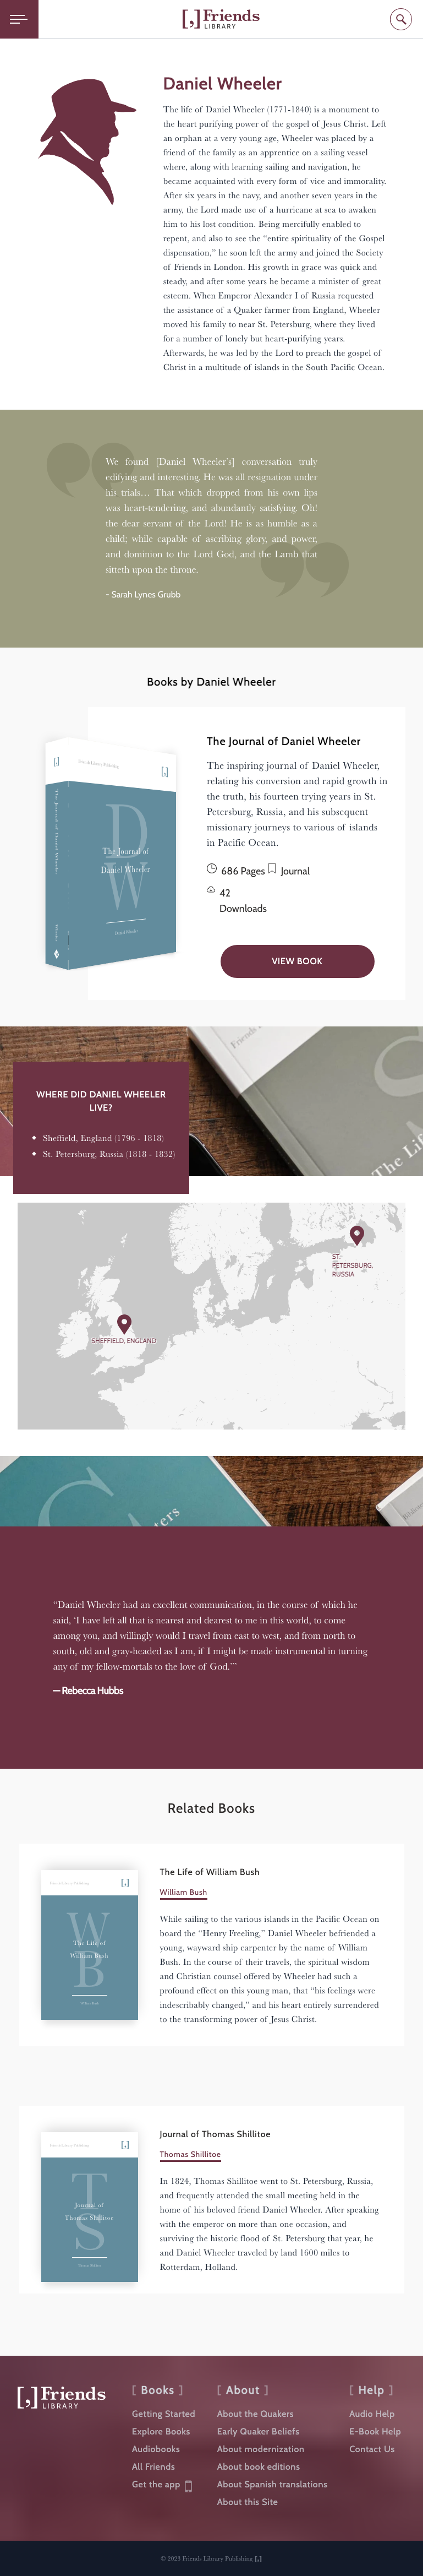 [,] Friends
LIBRARY
Daniel Wheeler
The life of Daniel Wheeler (1771-1840) is a monument to
the heart purifying power of the gospel of Jesus Christ. Left
an orphan at a very young age, Wheeler was placed by a
friend of the family as an apprentice on a sailing vessel
where, along with learning sailing and navigation, he
became acquainted with every form of vice and immorality.
After six years in the navy, and another seven years in the
army, the Lord made use of a hurricane at sea to awaken
him to his lost condition. Being mercifully enabled to
repent, and also to see the “entire spirituality of the Gospel
dispensation,” he soon left the army and joined the Society
of Friends in London. His growth in grace was quick and
steady, and after some years he became a minister of great
esteem. When Emperor Alexander I of Russia requested
the assistance of a Quaker farmer from England, Wheeler
moved his family to near St. Petersburg, where they lived
for a number of lonely but heart-purifying years.
Afterwards, he was led by the Lord to preach the gospel of
Christ in a multitude of islands in the South Pacific Ocean.
We found [Daniel Wheeler’s] conversation truly
edifying and interesting. He was all resignation under
his trials… That which dropped from his own lips
was heart-tendering, and abundantly satisfying. Oh!
the dear servant of the Lord! He is as humble as a
child; while capable of ascribing glory, and power,
and dominion to the Lord God, and the Lamb that
sitteth upon the throne.
- Sarah Lynes Grubb
Books by Daniel Wheeler
Friends Library Publishing
[,]
The Journal of Daniel Wheeler
D
The Journal of
Daniel Wheeler
W
Daniel Wheeler
The Journal of Daniel Wheeler
The inspiring journal of Daniel Wheeler,
relating his conversion and rapid growth in
the truth, his fourteen trying years in St.
Petersburg, Russia, and his subsequent
missionary journeys to various of islands
in Pacific Ocean.
686 Pages Journal
42
Downloads
VIEW BOOK
WHERE DID DANIEL WHEELER
LIVE?
Sheffield, England (1796 - 1818)
St. Petersburg, Russia (1818 - 1832)
The Lif
ST.
PETERSBURG,
RUSSIA
SHEFFIELD, ENGLAND
“Daniel Wheeler had an excellent communication, in the course of which he
said, ‘I have left all that is nearest and dearest to me in this world, to come
among you, and willingly would I travel from east to west, and from north to
south, old and gray-headed as I am, if I might be made instrumental in turning
any of my fellow-mortals to the love of God.’”
— Rebecca Hubbs
Related Books
Friends Library Publishing
[,]
W
The Life of
William Bush
B
William Bush
The Life of William Bush
William Bush
While sailing to the various islands in the Pacific Ocean on
board the “Henry Freeling,” Daniel Wheeler befriended a
young, wayward ship carpenter by the name of William
Bush. In the course of their travels, the spiritual wisdom
and Christian counsel offered by Wheeler had such a
profound effect on this young man, that “his feelings were
indescribably changed,” and his heart entirely surrendered
to the transforming power of Jesus Christ.
Friends Library Publishing
[,]
T
Journal of
Thomas Shillitoe
S
Thomas Shillitoe
Journal of Thomas Shillitoe
Thomas Shillitoe
In 1824, Thomas Shillitoe went to St. Petersburg, Russia,
and frequently attended the small meeting held in the
home of his beloved friend Daniel Wheeler. After speaking
with the emperor on more than one occasion, and
surviving the historic flood of St. Petersburg that year, he
and Daniel Wheeler traveled by land 1600 miles to
Rotterdam, Holland.
[,] Friends
LIBRARY
[ Books ]
Getting Started
Explore Books
Audiobooks
All Friends
Get the app
[ About ]
About the Quakers
Early Quaker Beliefs
About modernization
About book editions
About Spanish translations
About this Site
[ Help ]
Audio Help
E-Book Help
Contact Us
© 2023 Friends Library Publishing [,]